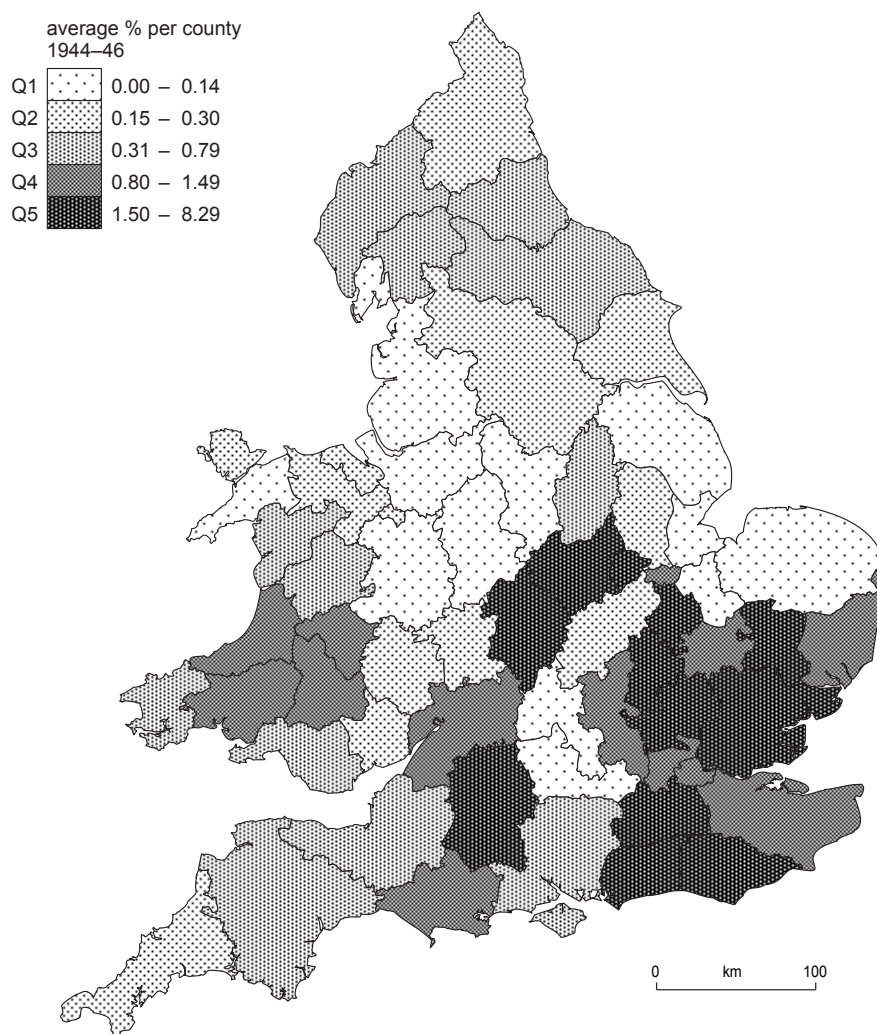 average % per county
1944–46
Q1 0.00 – 0.14
Q2 0.15 – 0.30
Q3 0.31 – 0.79
Q4 0.80 – 1.49
Q5 1.50 – 8.29
0 km 100